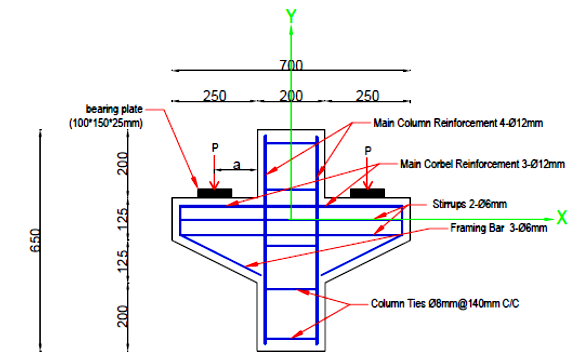 Y
700
250 200 250
bearing plate
(100*150*25mm)
P
a
P
Main Column Reinforcement 4-Ø12mm
Main Corbel Reinforcement 3-Ø12mm
Stirrups 2-Ø6mm
X
Framing Bar 3-Ø6mm
Column Ties Ø8mm@140mm C/C
650
200
125
125
200